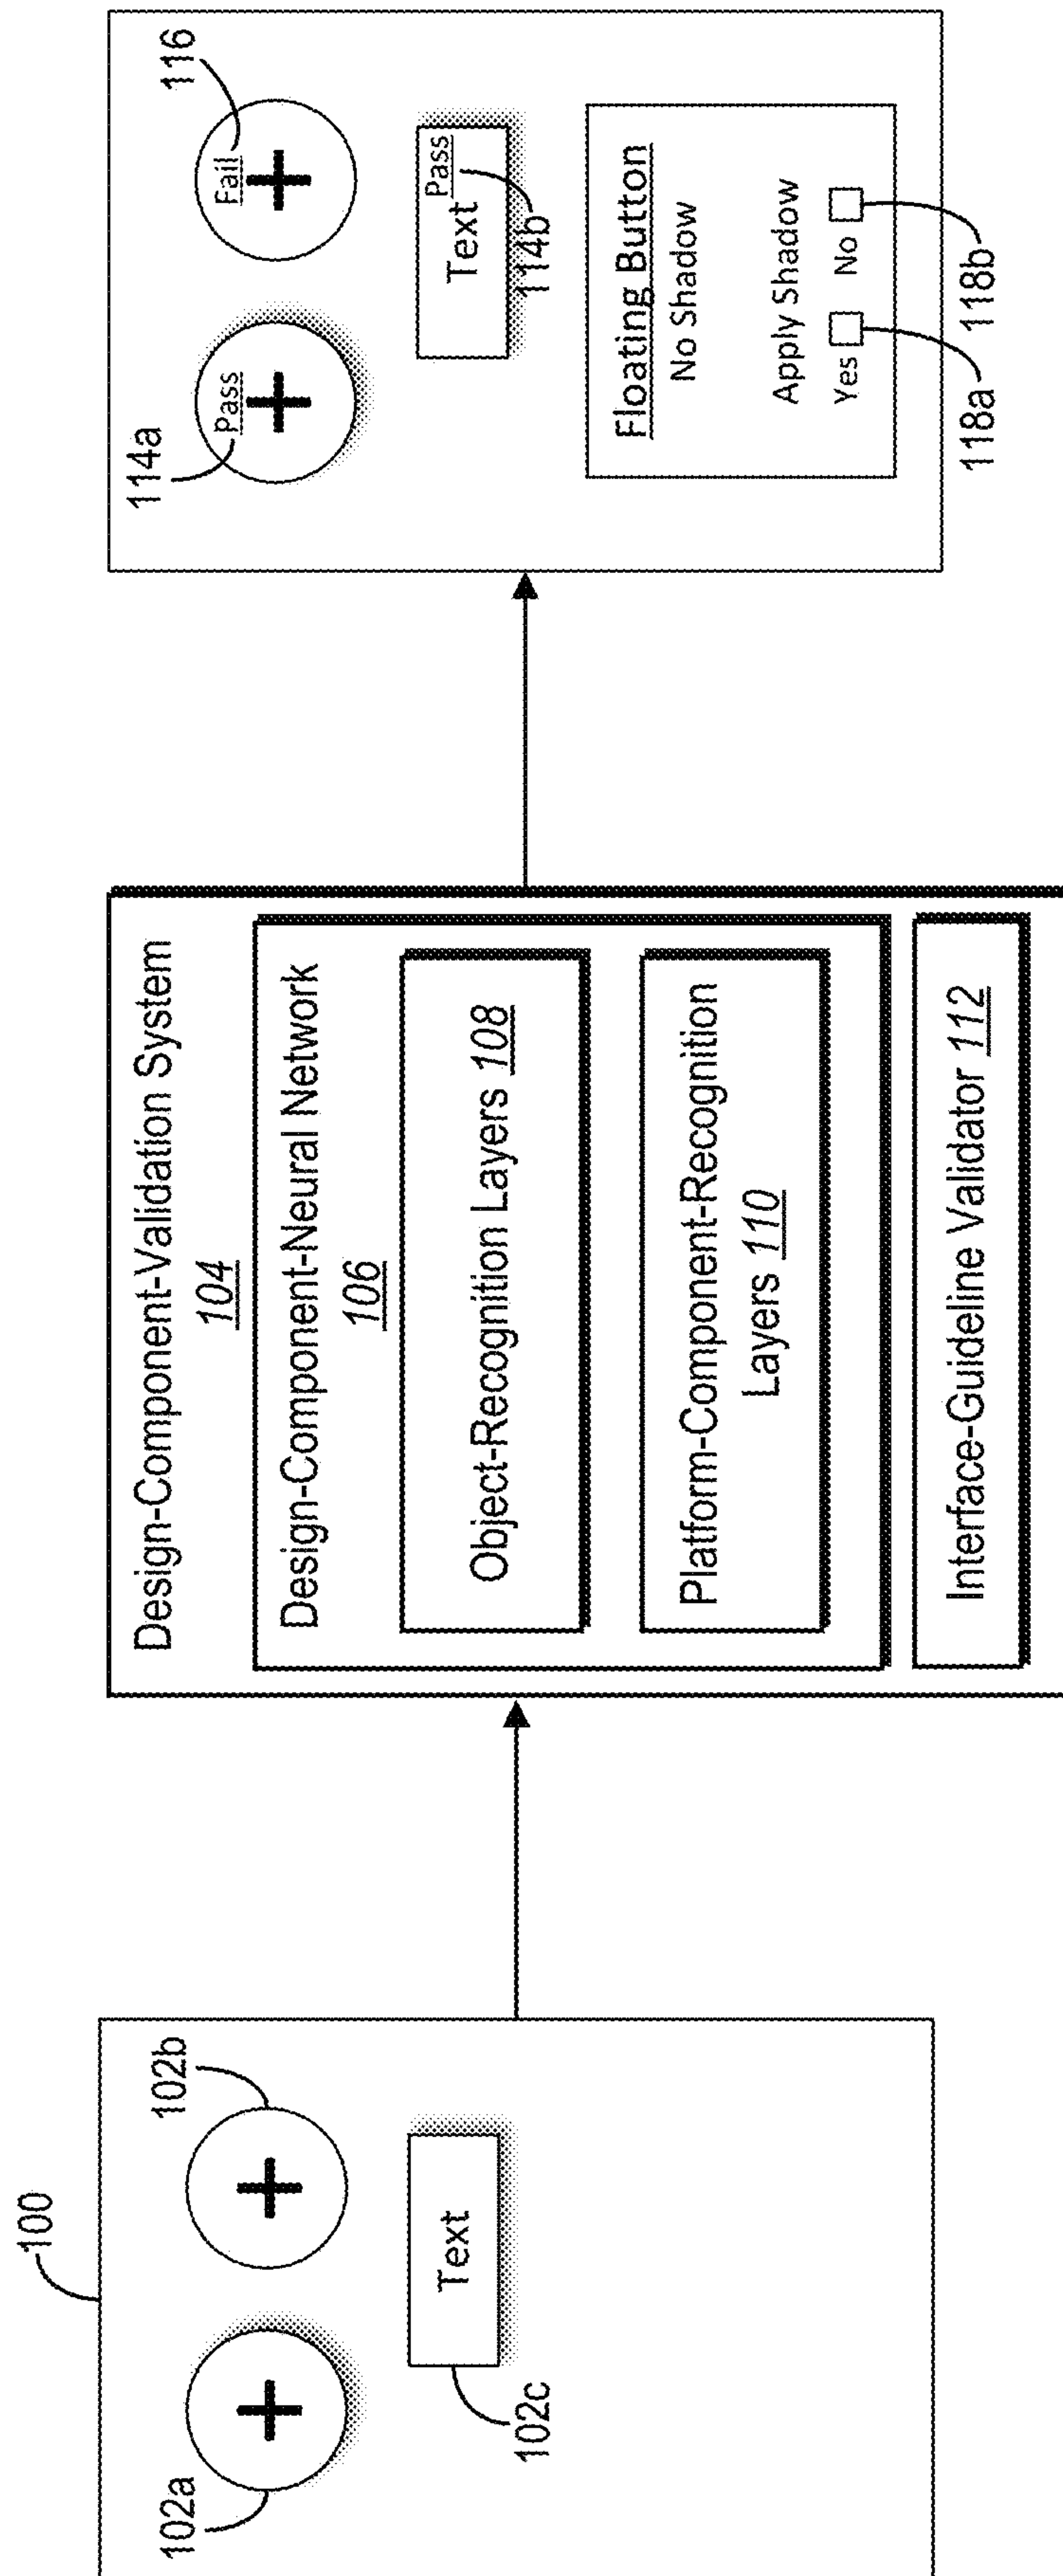 100
102a
102b
Text
102c
Design-Component-Validation System
104
Design-Component-Neural Network
106
Object-Recognition Layers 108
Platform-Component-Recognition
Layers 110
Interface-Guideline Validator 112
114a
116
Pass
Fail
Pass
Text
114b
Floating Button
No Shadow
Apply Shadow
Yes No
118a 118b